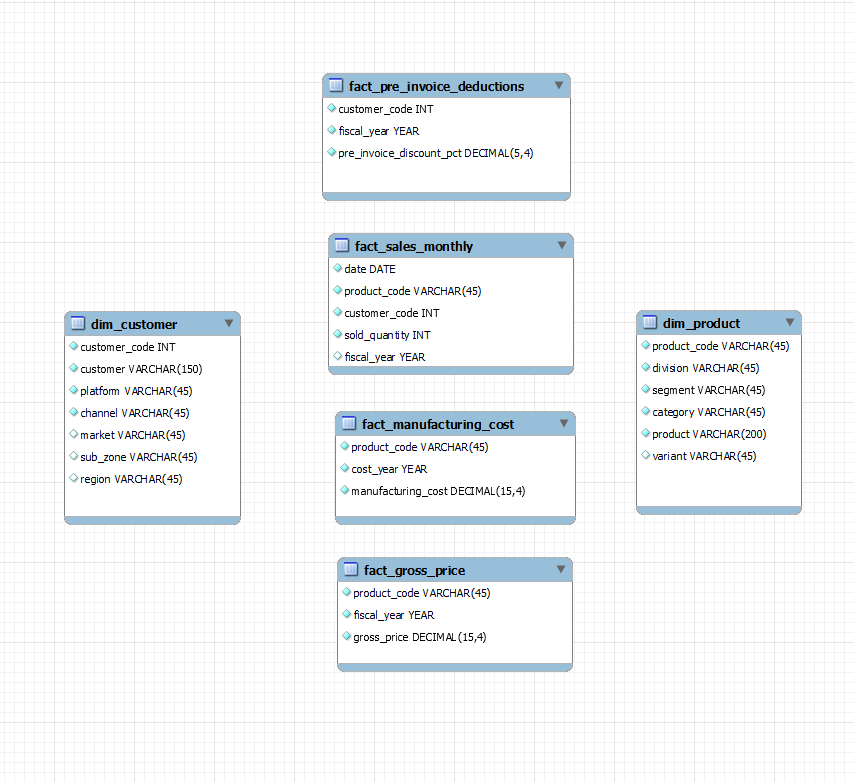 fact_pre_invoice_deductions
customer_code INT
fiscal_year YEAR
pre_invoice_discount_pct DECIMAL(5,4)
fact_sales_monthly
date DATE
product_code VARCHAR(45)
customer_code INT
sold_quantity INT
fiscal_year YEAR
dim_customer
customer_code INT
customer VARCHAR(150)
platform VARCHAR(45)
channel VARCHAR(45)
market VARCHAR(45)
sub_zone VARCHAR(45)
region VARCHAR(45)
dim_product
product_code VARCHAR(45)
division VARCHAR(45)
segment VARCHAR(45)
category VARCHAR(45)
product VARCHAR(200)
variant VARCHAR(45)
fact_manufacturing_cost
product_code VARCHAR(45)
cost_year YEAR
manufacturing_cost DECIMAL(15,4)
fact_gross_price
product_code VARCHAR(45)
fiscal_year YEAR
gross_price DECIMAL(15,4)